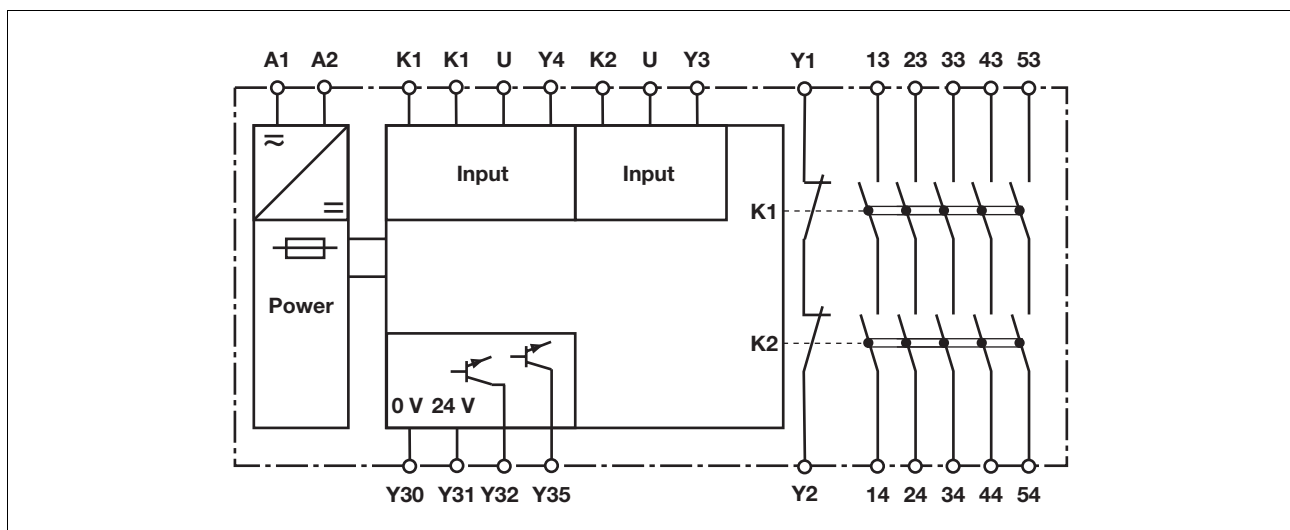 A1 A2 K1 K1 U Y4 K2 U Y3 Y1 13 23 33 43 53
Input Input
K1
Power
K2
0 V 24 V
Y30 Y31 Y32 Y35 Y2 14 24 34 44 54